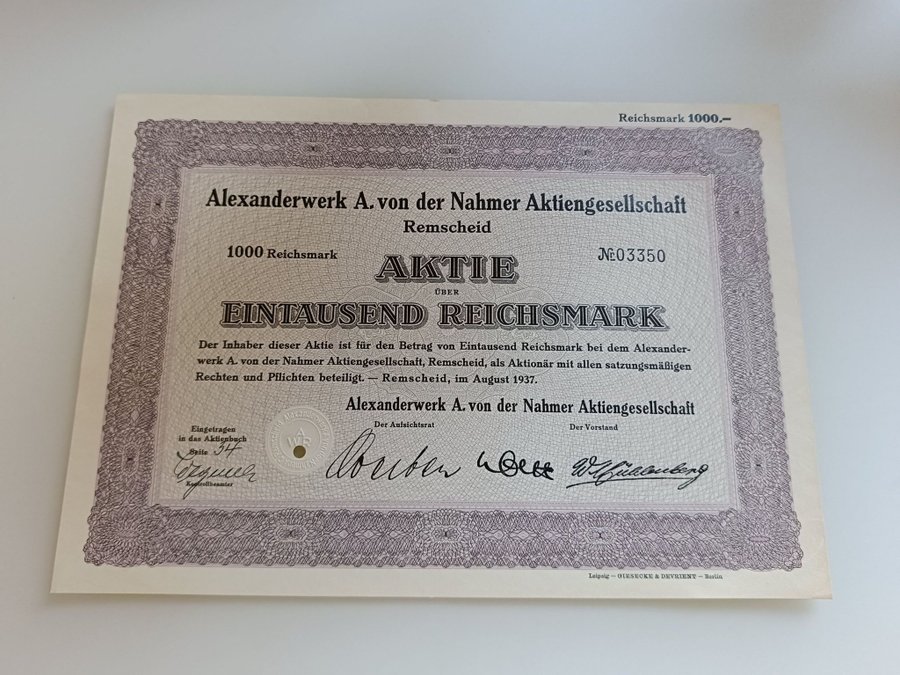 Reichsmark 1000.—
Alexanderwerk A. von der Nahmer Aktiengesellschaft
Remscheid
1000 Reichsmark
№ 03350
AKTIE
ÜBER
EINTAUSEND REICHSMARK
Der Inhaber dieser Aktie ist für den Betrag von Eintausend Reichsmark bei dem Alexander-
werk A. von der Nahmer Aktiengesellschaft, Remscheid, als Aktionär mit allen satzungsmäßigen
Rechten und Pflichten beteiligt. — Remscheid, im August 1937.
Alexanderwerk A. von der Nahmer Aktiengesellschaft
Der Aufsichtsrat
Der Vorstand
Eingetragen
in das Aktienbuch
Seite 34
Kontrollbeamter
Leipzig — GIESECKE & DEVRIENT — Berlin